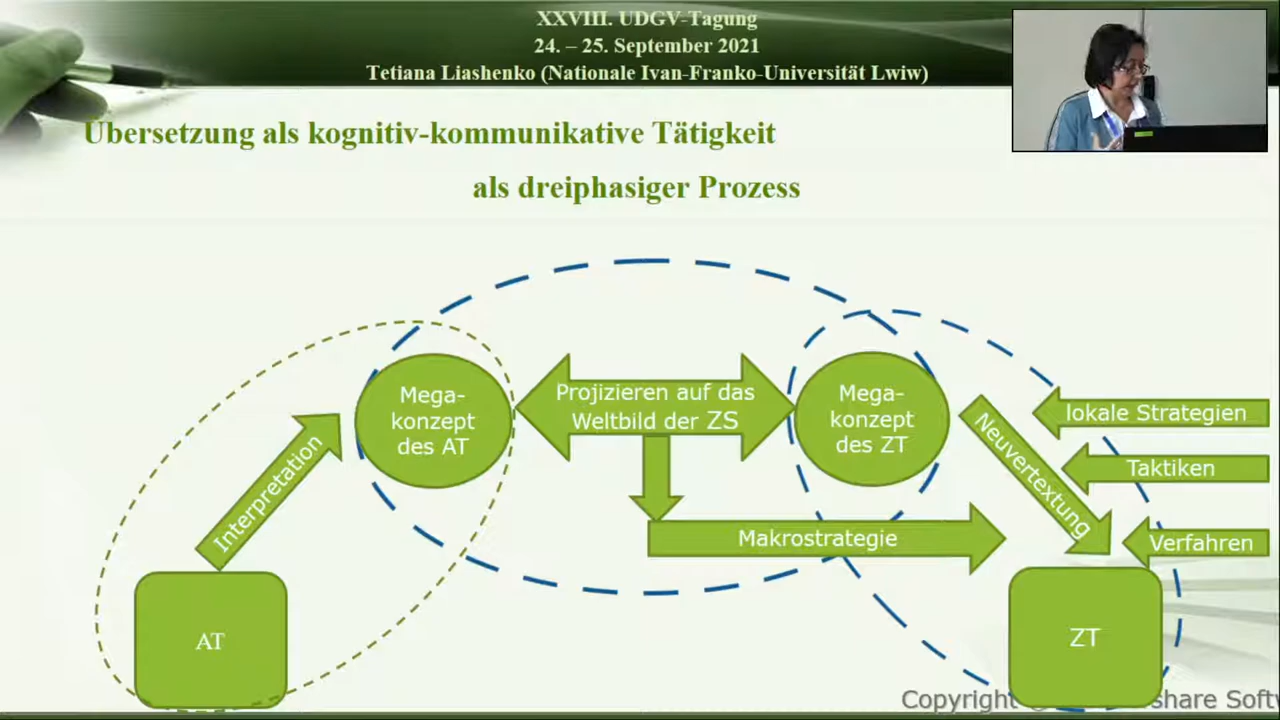 XXVIII. UDGV-Tagung
24. – 25. September 2021
Tetiana Liashenko (Nationale Ivan-Franko-Universität Lwiw)
Übersetzung als kognitiv-kommunikative Tätigkeit
als dreiphasiger Prozess
Interpretation
Mega-
konzept
des AT
Projizieren auf das
Weltbild der ZS
Mega-
konzept
des ZT
Neuvertextung
lokale Strategien
Taktiken
Verfahren
Makrostrategie
AT
ZT
Copyright